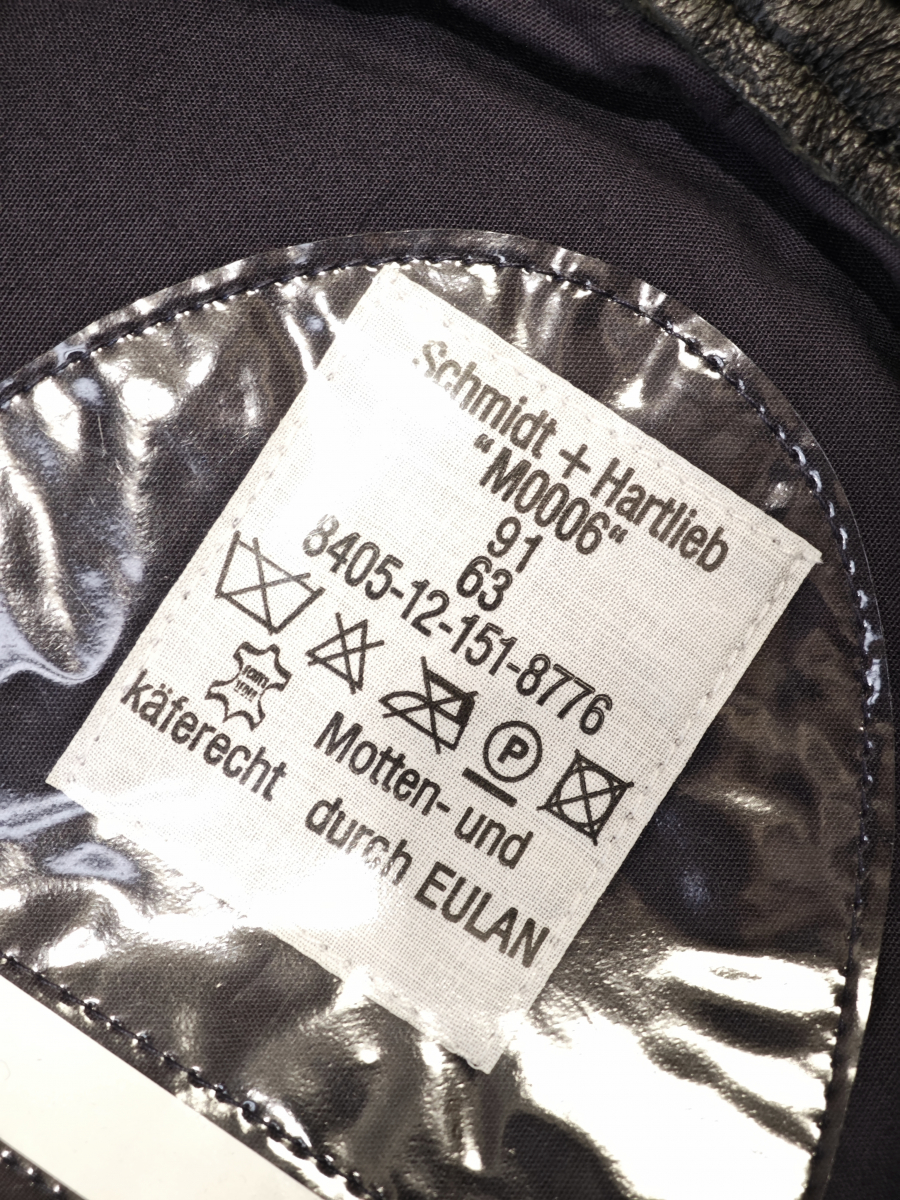 Schmidt + Hartlieb
“M0006“
91
63
8405-12-151-8776
P
Motten- und
käferecht durch EULAN